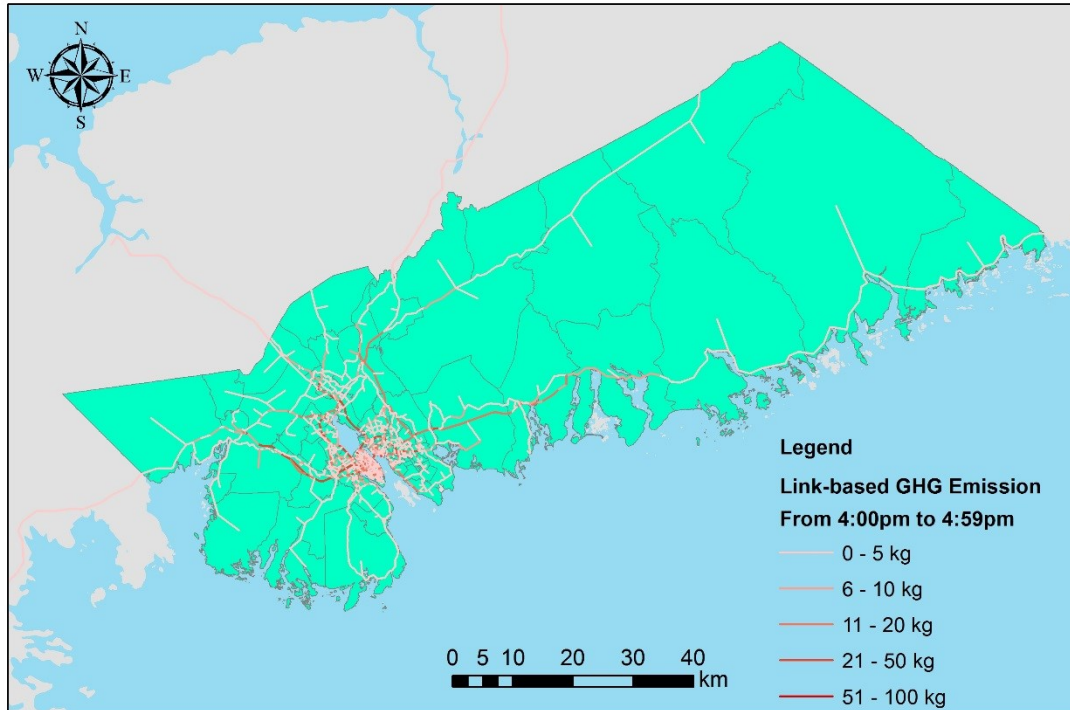 N
W E
S
Legend
Link-based GHG Emission
From 4:00pm to 4:59pm
0 - 5 kg
6 - 10 kg
11 - 20 kg
21 - 50 kg
51 - 100 kg
0 5 10 20 30 40
km